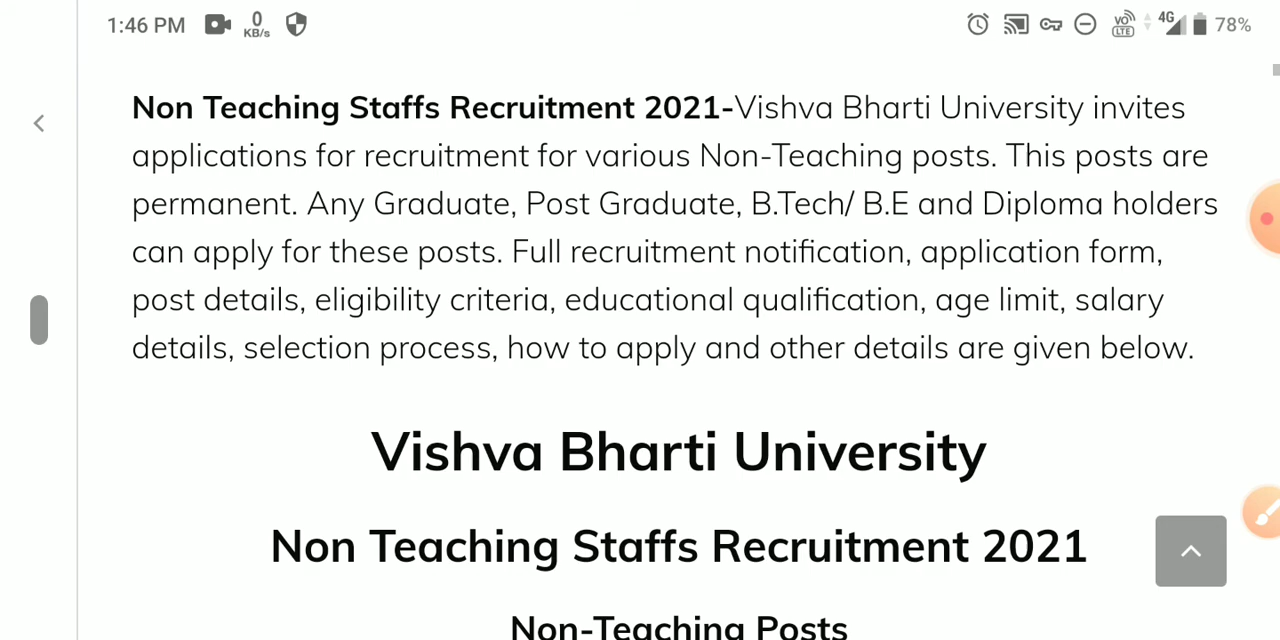 1:46 PM 0 KB/s VO LTE 4G 78%
Non Teaching Staffs Recruitment 2021-Vishva Bharti University invites
applications for recruitment for various Non-Teaching posts. This posts are
permanent. Any Graduate, Post Graduate, B.Tech/ B.E and Diploma holders
can apply for these posts. Full recruitment notification, application form,
post details, eligibility criteria, educational qualification, age limit, salary
details, selection process, how to apply and other details are given below.
Vishva Bharti University
Non Teaching Staffs Recruitment 2021
Non-Teaching Posts